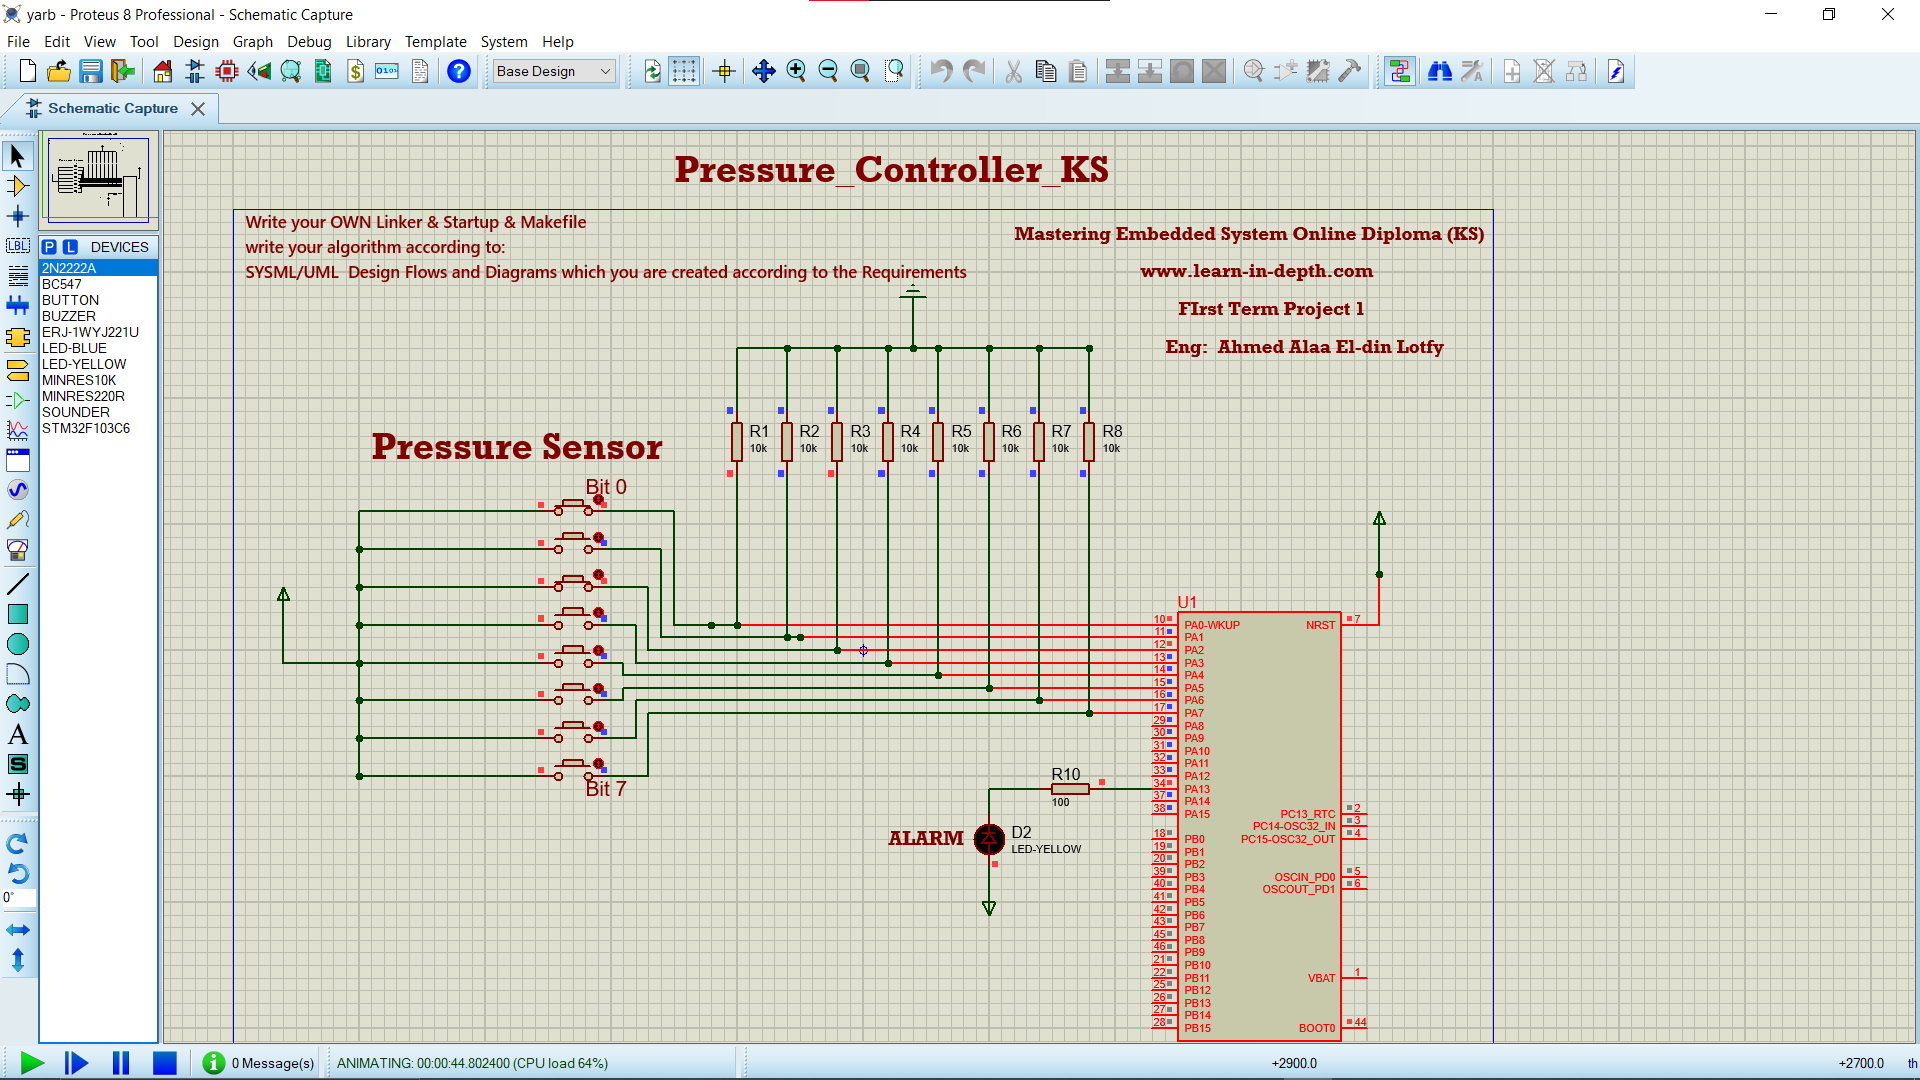 yarb - Proteus 8 Professional - Schematic Capture
File Edit View Tool Design Graph Debug Library Template System Help
Base Design
Schematic Capture
P L DEVICES
2N2222A
BC547
BUTTON
BUZZER
ERJ-1WYJ221U
LED-BLUE
LED-YELLOW
MINRES10K
MINRES220R
SOUNDER
STM32F103C6
LBL
A
S
0°
Pressure_Controller_KS
Write your OWN Linker & Startup & Makefile
write your algorithm according to:
SYSML/UML Design Flows and Diagrams which you are created according to the Requirements
Mastering Embedded System Online Diploma (KS)
www.learn-in-depth.com
FIrst Term Project 1
Eng: Ahmed Alaa El-din Lotfy
R1 R2 R3 R4 R5 R6 R7 R8
10k 10k 10k 10k 10k 10k 10k 10k
Pressure Sensor
Bit 0
Bit 7
U1
10 PA0-WKUP NRST 7
11 PA1
12 PA2
13 PA3
14 PA4
15 PA5
16 PA6
17 PA7
29 PA8
30 PA9
31 PA10
32 PA11
33 PA12
34 PA13
37 PA14
38 PA15
PC13_RTC 2
PC14-OSC32_IN 3
PC15-OSC32_OUT 4
R10
100
ALARM
D2
LED-YELLOW
18 PB0
19 PB1
20 PB2
39 PB3
40 PB4
41 PB5
42 PB6
43 PB7
45 PB8
46 PB9
21 PB10
22 PB11
25 PB12
26 PB13
27 PB14
28 PB15
OSCIN_PD0 5
OSCOUT_PD1 6
VBAT 1
BOOT0 44
0 Message(s) ANIMATING: 00:00:44.802400 (CPU load 64%) +2900.0 +2700.0 th